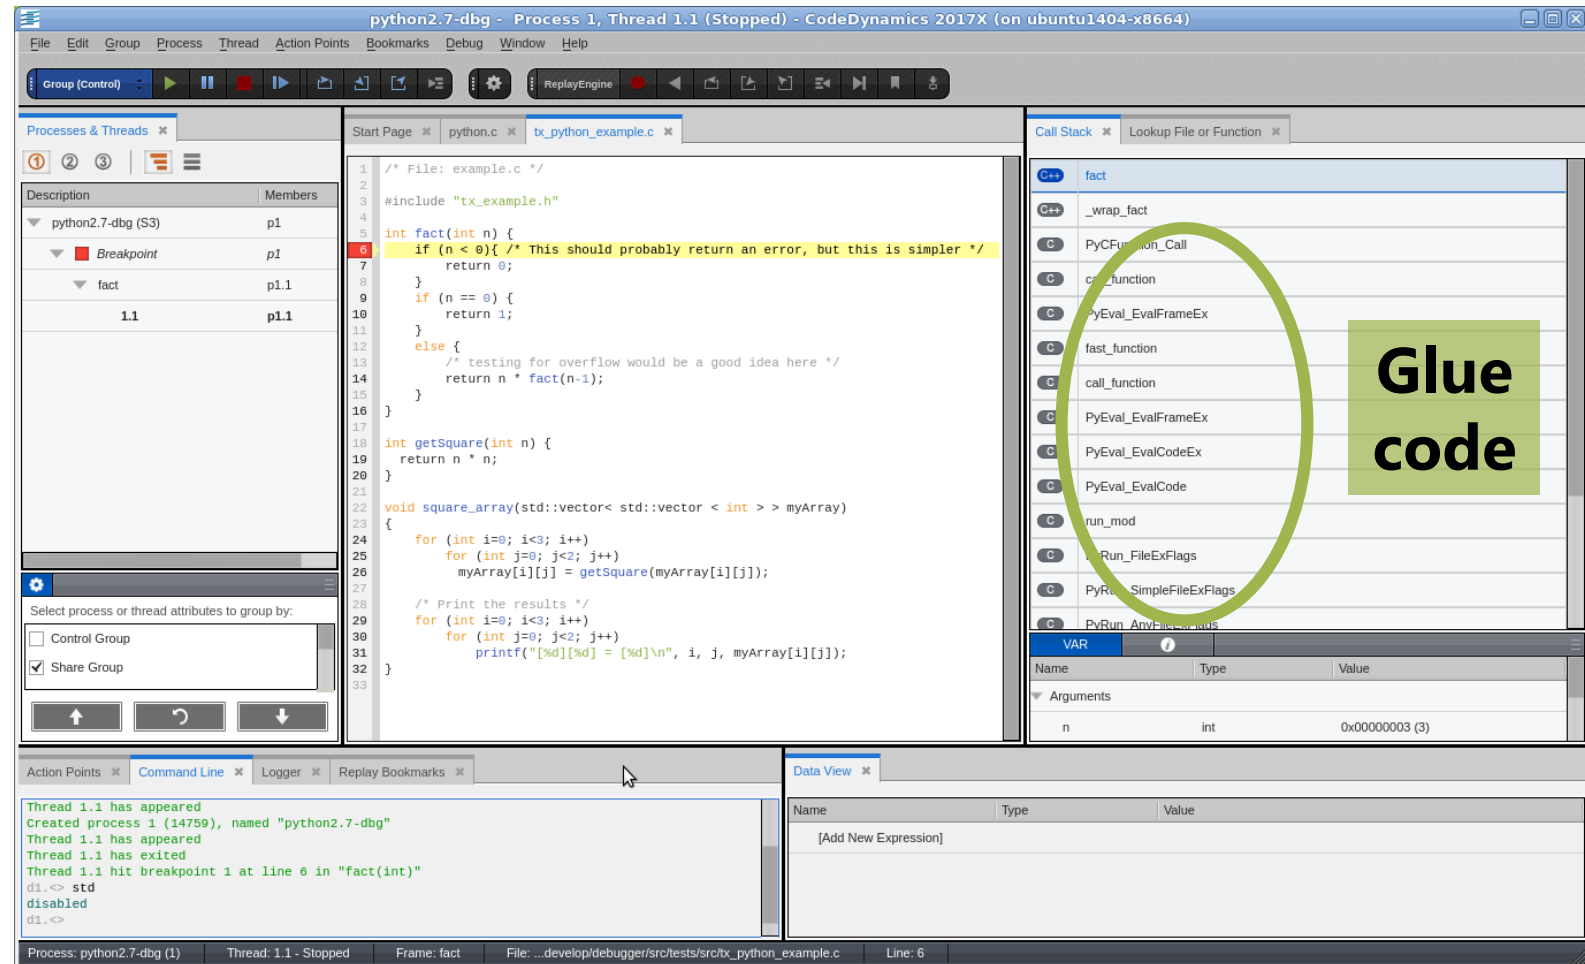 python2.7-dbg - Process 1, Thread 1.1 (Stopped) - CodeDynamics 2017X (on ubuntu1404-x8664)
File Edit Group Process Thread Action Points Bookmarks Debug Window Help
Group (Control) ReplayEngine
Processes & Threads
Description Members
python2.7-dbg (S3) p1
Breakpoint p1
fact p1.1
1.1 p1.1
Select process or thread attributes to group by:
Control Group
Share Group
Start Page python.c tx_python_example.c
1 /* File: example.c */
2
3 #include "tx_example.h"
4
5 int fact(int n) {
6 if (n < 0){ /* This should probably return an error, but this is simpler */
7 return 0;
8 }
9 if (n == 0) {
10 return 1;
11 }
12 else {
13 /* testing for overflow would be a good idea here */
14 return n * fact(n-1);
15 }
16 }
17
18 int getSquare(int n) {
19 return n * n;
20 }
21
22 void square_array(std::vector< std::vector < int > > myArray)
23 {
24 for (int i=0; i<3; i++)
25 for (int j=0; j<2; j++)
26 myArray[i][j] = getSquare(myArray[i][j]);
27
28 /* Print the results */
29 for (int i=0; i<3; i++)
30 for (int j=0; j<2; j++)
31 printf("[%d][%d] = [%d]\n", i, j, myArray[i][j]);
32 }
33
Call Stack Lookup File or Function
C++ fact
C++ _wrap_fact
C
C
C PyEval_EvalFrameEx
C fast_function
C call_function
C PyEval_EvalFrameEx
C PyEval_EvalCodeEx
C PyEval_EvalCode
C run_mod
C PyRun_FileExFlags
C PyRun_SimpleFileExFlags
C PyRun_AnyFileExFlags
Glue
code
VAR
Name Type Value
Arguments
n int 0x00000003 (3)
Action Points Command Line Logger Replay Bookmarks
Thread 1.1 has appeared
Created process 1 (14759), named "python2.7-dbg"
Thread 1.1 has appeared
Thread 1.1 has exited
Thread 1.1 hit breakpoint 1 at line 6 in "fact(int)"
d1.<> std
disabled
d1.<>
Data View
Name Type Value
[Add New Expression]
Process: python2.7-dbg (1) Thread: 1.1 - Stopped Frame: fact File: ...develop/debugger/src/tests/src/tx_python_example.c Line: 6